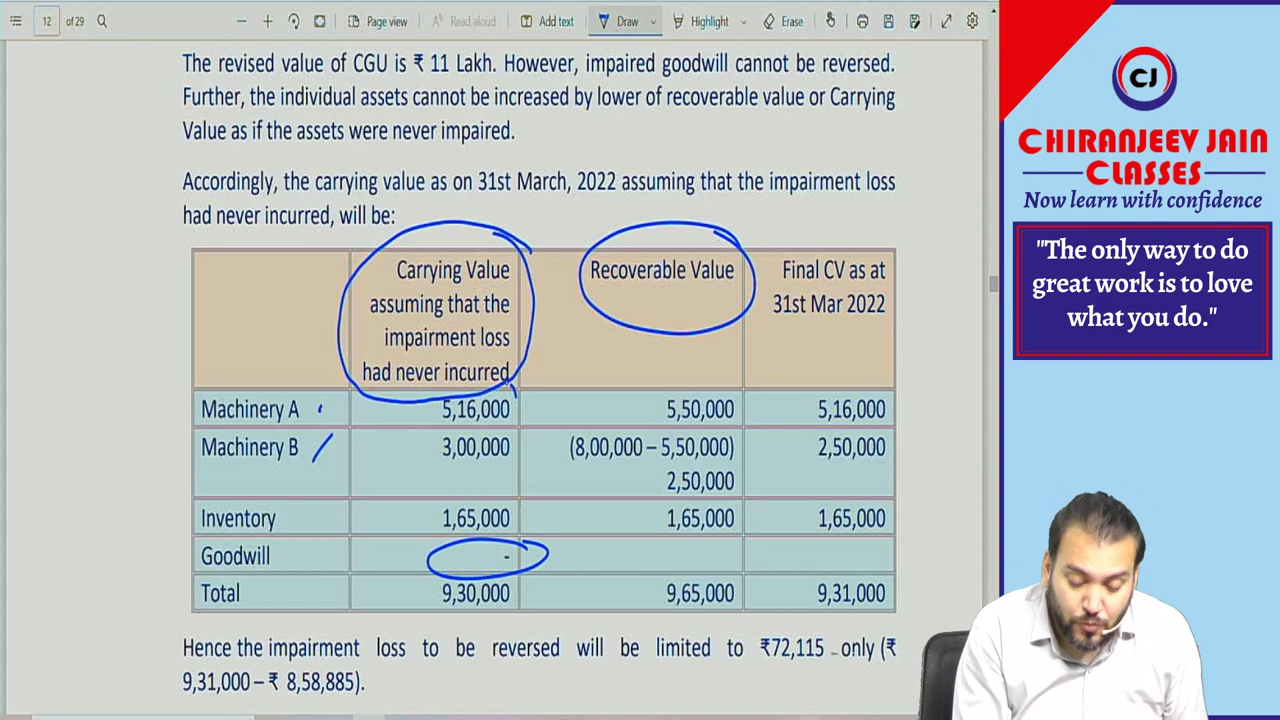 12 of 29 Page view Read aloud Add text Draw Highlight Erase
The revised value of CGU is ₹ 11 Lakh. However, impaired goodwill cannot be reversed.
Further, the individual assets cannot be increased by lower of recoverable value or Carrying
Value as if the assets were never impaired.
Accordingly, the carrying value as on 31st March, 2022 assuming that the impairment loss
had never incurred, will be:
Carrying Value Recoverable Value Final CV as at
assuming that the 31st Mar 2022
impairment loss
had never incurred
Machinery A 5,16,000 5,50,000 5,16,000
Machinery B 3,00,000 (8,00,000 – 5,50,000) 2,50,000
2,50,000
Inventory 1,65,000 1,65,000 1,65,000
Goodwill -
Total 9,30,000 9,65,000 9,31,000
Hence the impairment loss to be reversed will be limited to ₹72,115 - only (₹
9,31,000 – ₹ 8,58,885).
CJ
CHIRANJEEV JAIN
CLASSES
Now learn with confidence
"The only way to do
great work is to love
what you do."